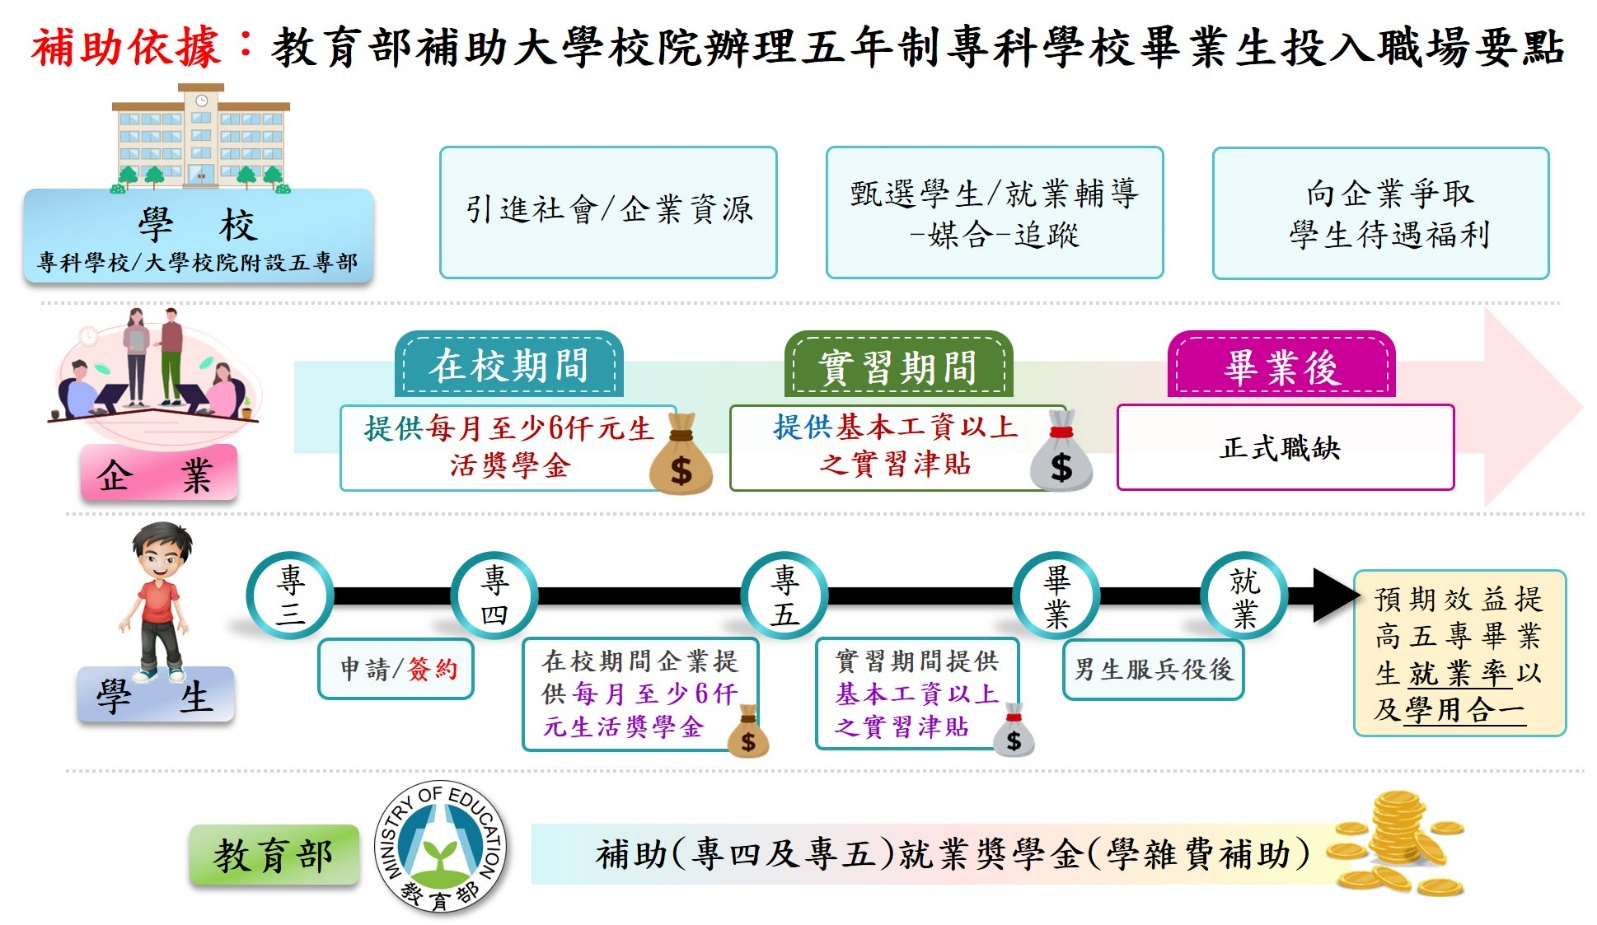 補助依據：教育部補助大學校院辦理五年制專科學校畢業生投入職場要點
學 校
專科學校/大學校院附設五專部
引進社會/企業資源
甄選學生/就業輔導
-媒合-追蹤
向企業爭取
學生待遇福利
企 業
在校期間
提供每月至少6仟元生
活獎學金
$
實習期間
提供基本工資以上
之實習津貼
$
畢業後
正式職缺
學 生
專三
專四
專五
畢業
就業
申請/簽約
在校期間企業提
供每月至少6仟
元生活獎學金
$
實習期間提供
基本工資以上
之實習津貼
$
男生服兵役後
預期效益提
高五專畢業
生就業率以
及學用合一
教育部
MINISTRY OF EDUCATION
教育部
補助(專四及專五)就業獎學金(學雜費補助)